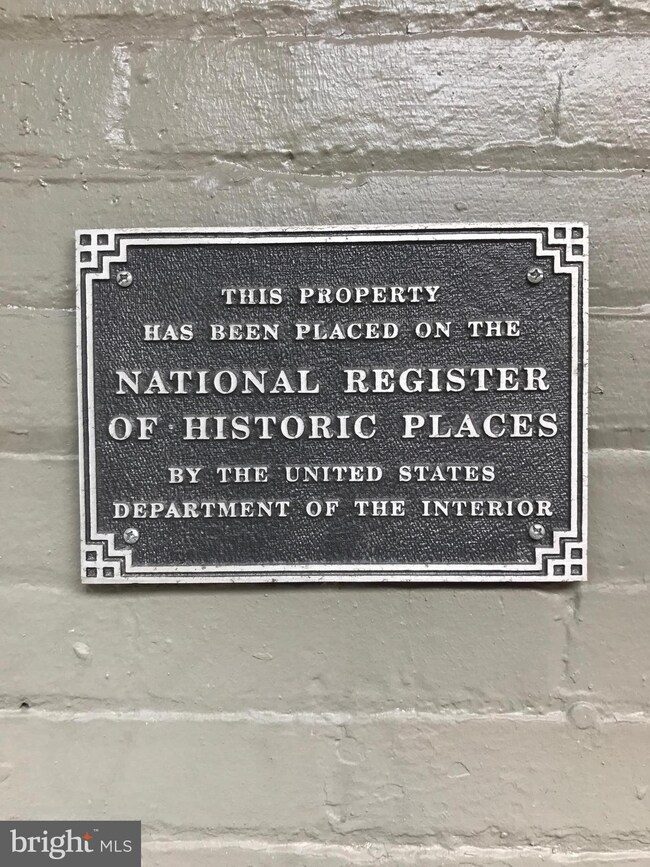 THIS PROPERTY
HAS BEEN PLACED ON THE
NATIONAL REGISTER
OF HISTORIC PLACES
BY THE UNITED STATES
DEPARTMENT OF THE INTERIOR
bright™ MLS